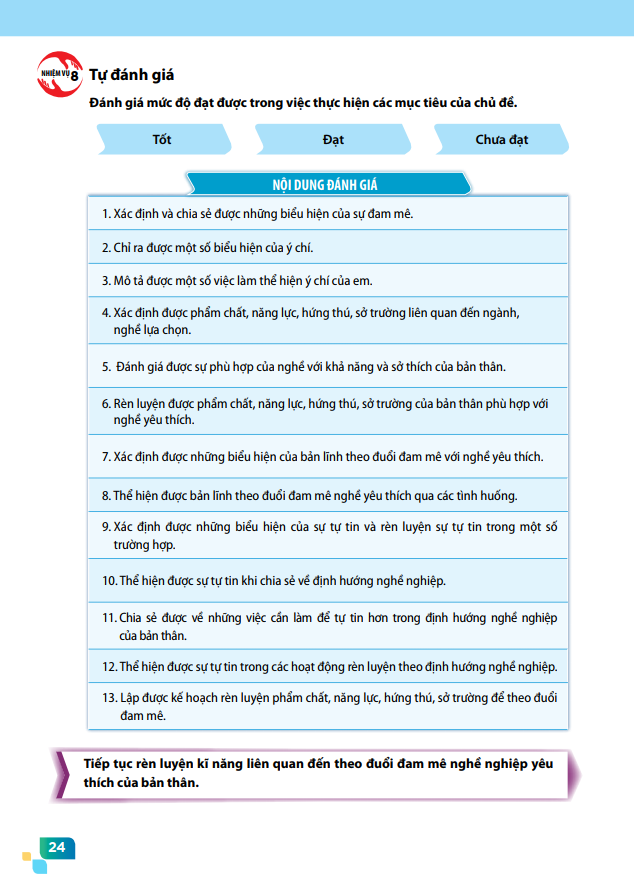 NHIỆM VỤ 8
Tự đánh giá
Đánh giá mức độ đạt được trong việc thực hiện các mục tiêu của chủ đề.
Tốt
Đạt
Chưa đạt
NỘI DUNG ĐÁNH GIÁ
1. Xác định và chia sẻ được những biểu hiện của sự đam mê.
2. Chỉ ra được một số biểu hiện của ý chí.
3. Mô tả được một số việc làm thể hiện ý chí của em.
4. Xác định được phẩm chất, năng lực, hứng thú, sở trường liên quan đến ngành,
nghề lựa chọn.
5. Đánh giá được sự phù hợp của nghề với khả năng và sở thích của bản thân.
6. Rèn luyện được phẩm chất, năng lực, hứng thú, sở trường của bản thân phù hợp với
nghề yêu thích.
7. Xác định được những biểu hiện của bản lĩnh theo đuổi đam mê với nghề yêu thích.
8. Thể hiện được bản lĩnh theo đuổi đam mê nghề yêu thích qua các tình huống.
9. Xác định được những biểu hiện của sự tự tin và rèn luyện sự tự tin trong một số
trường hợp.
10. Thể hiện được sự tự tin khi chia sẻ về định hướng nghề nghiệp.
11. Chia sẻ được về những việc cần làm để tự tin hơn trong định hướng nghề nghiệp
của bản thân.
12. Thể hiện được sự tự tin trong các hoạt động rèn luyện theo định hướng nghề nghiệp.
13. Lập được kế hoạch rèn luyện phẩm chất, năng lực, hứng thú, sở trường để theo đuổi
đam mê.
Tiếp tục rèn luyện kĩ năng liên quan đến theo đuổi đam mê nghề nghiệp yêu
thích của bản thân.
24